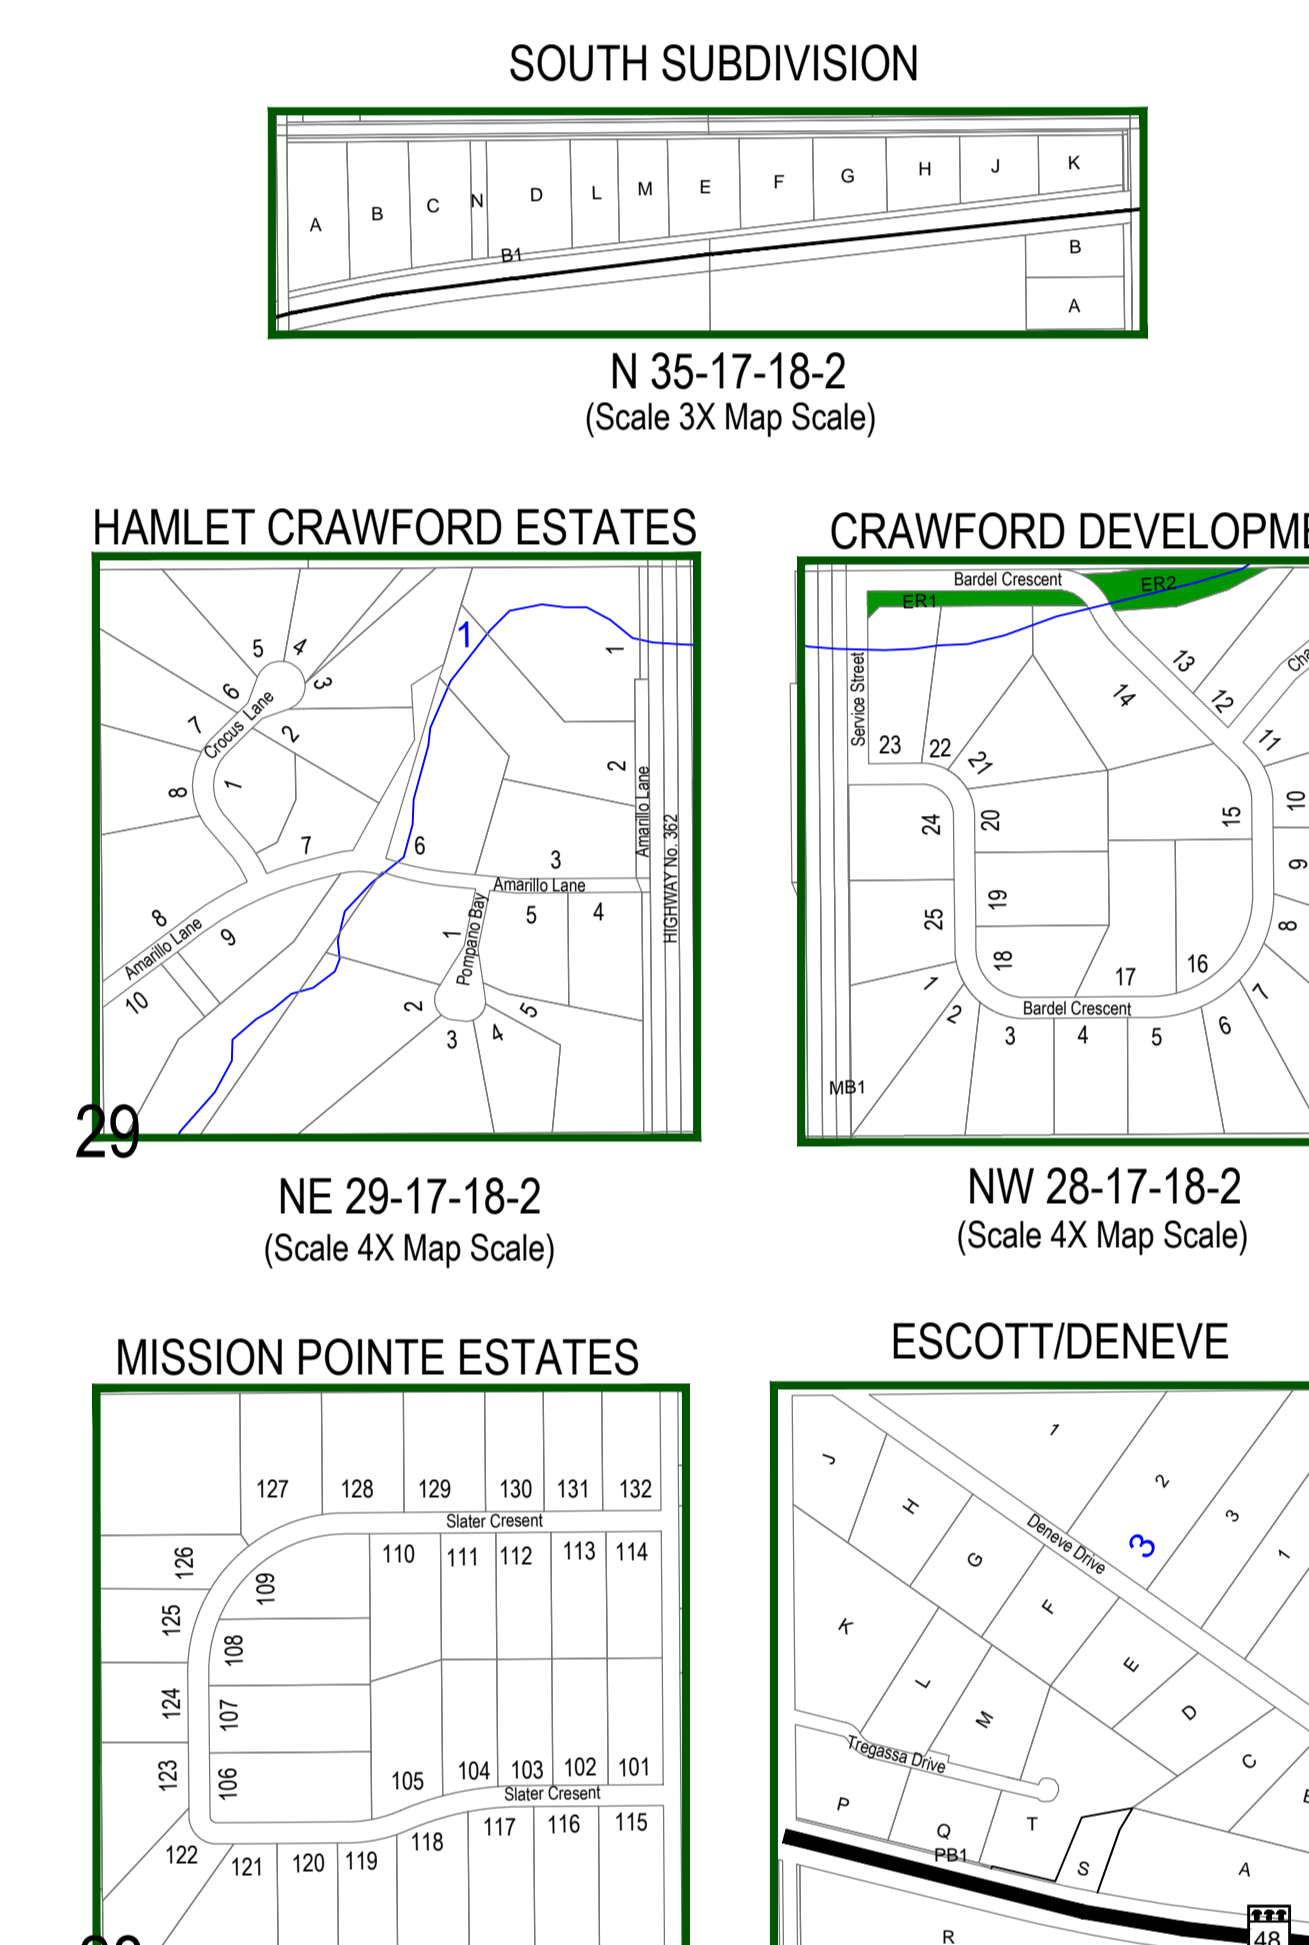 SOUTH SUBDIVISION
A B C N D L M E F G H J K
B1
B
A
N 35-17-18-2
(Scale 3X Map Scale)
HAMLET CRAWFORD ESTATES
1
5 4
6 3
7 Crocus Lane 2
8 1
7 6
1
2
3
Amarillo Lane
HIGHWAY No. 362
Amarillo Lane
5 4
8
Amarillo Lane
9
10
1
Pompano Bay
2
3 4 5
29
NE 29-17-18-2
(Scale 4X Map Scale)
CRAWFORD DEVELOPME
Bardel Crescent
ER1
ER2
Service Street
13
14 12
11
23 22 21
24 20 15 10
9
25 19
8
18 17 16
1 2 7
Bardel Crescent
3 4 5 6
MB1
NW 28-17-18-2
(Scale 4X Map Scale)
MISSION POINTE ESTATES
127 128 129 130 131 132
Slater Cresent
126 110 111 112 113 114
109
125
108
124 107
123 106 105 104 103 102 101
Slater Cresent
122 121 120 119 118 117 116 115
ESCOTT/DENEVE
1
J 2
H 3
Deneve Drive
3
G 1
F
K
E
L D
M
Tregassa Drive
C
P
Q T
PB1
S A
R
48